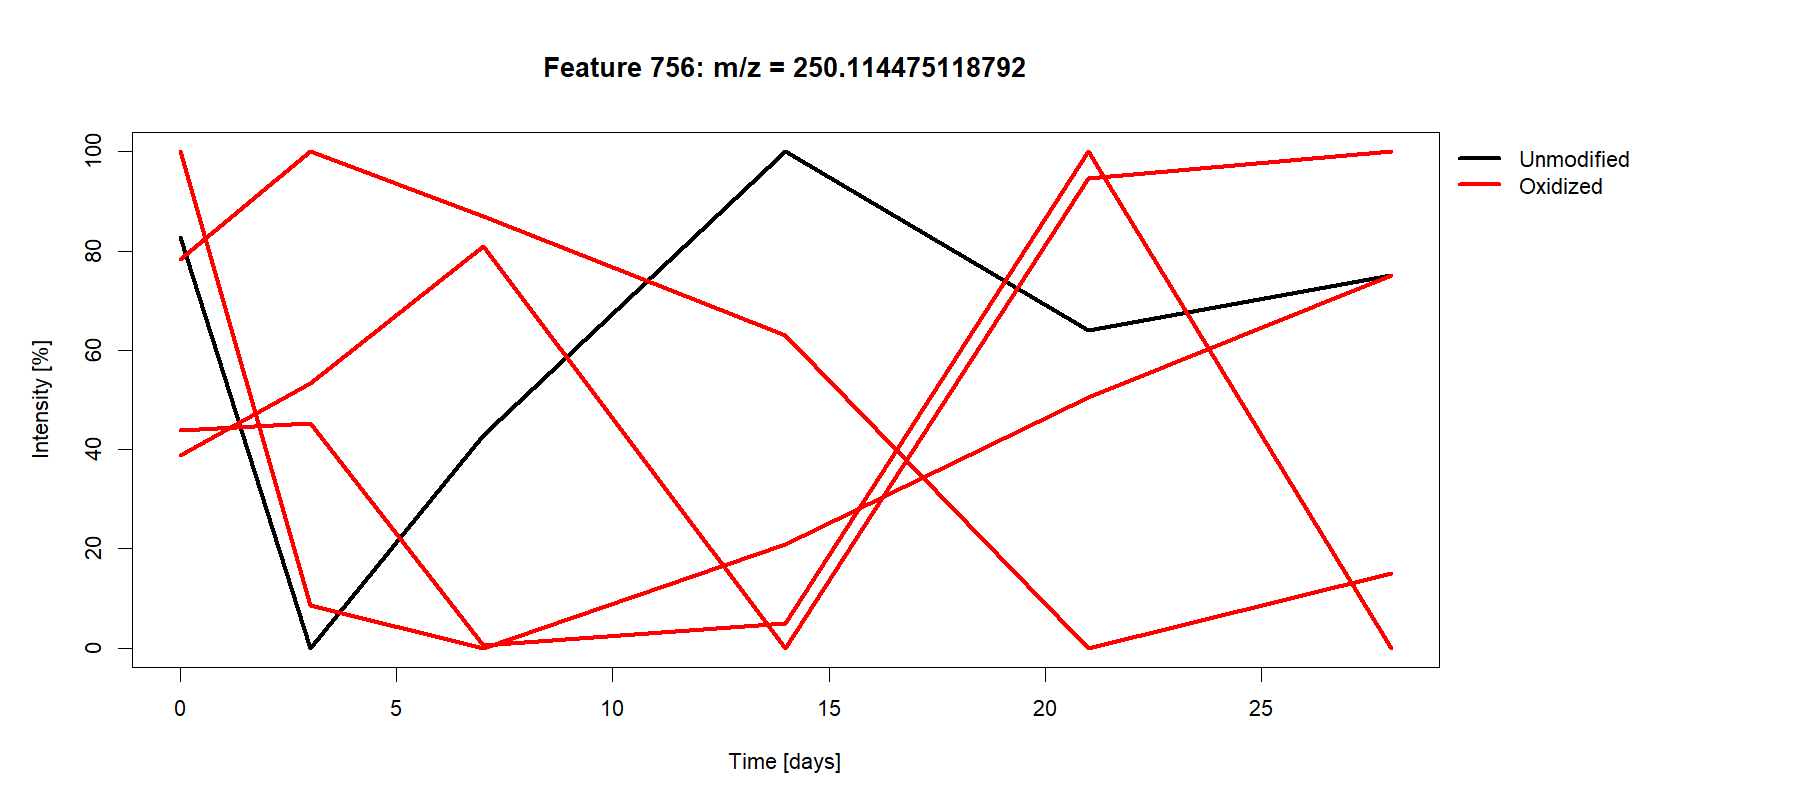 Feature 756: m/z = 250.114475118792
Unmodified
Oxidized
Intensity [%]
100
80
60
40
20
0
0 5 10 15 20 25
Time [days]